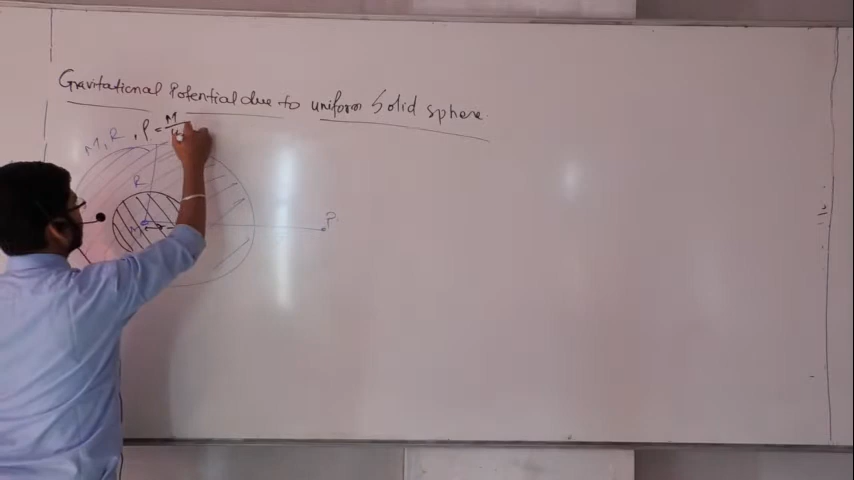 Gravitational Potential due to uniform Solid sphere.
M, R, ρ = M
R
P.